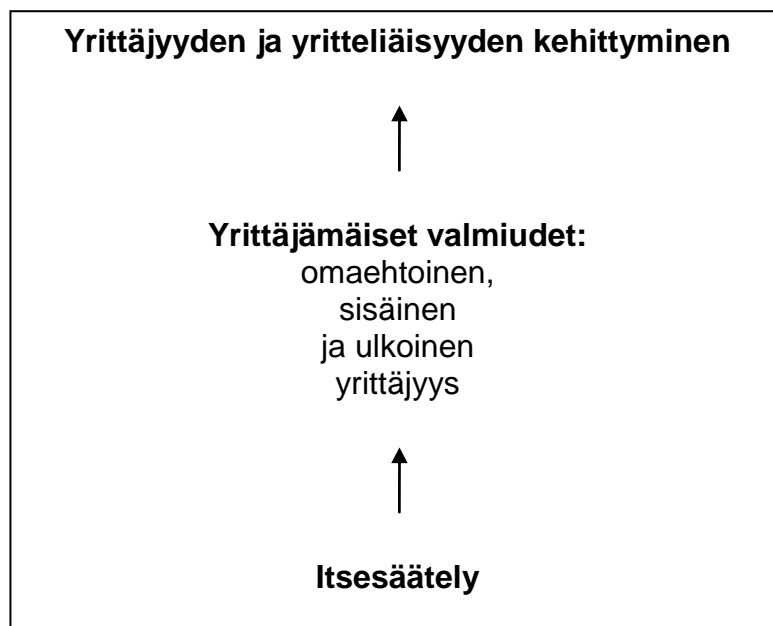 Yrittäjyyden ja yritteliäisyyden kehittyminen
Yrittäjämäiset valmiudet:
omaehtoinen,
sisäinen
ja ulkoinen
yrittäjyys
Itsesäätely